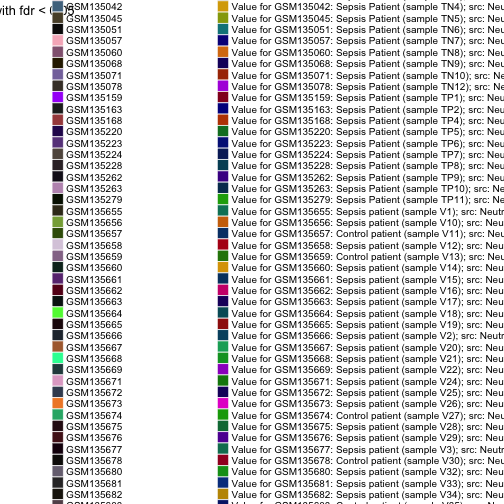 with fdr < 0.05
GSM135042 Value for GSM135042: Sepsis Patient (sample TN4); src: Neu
GSM135045 Value for GSM135045: Sepsis Patient (sample TN5); src: Neu
GSM135051 Value for GSM135051: Sepsis Patient (sample TN6); src: Neu
GSM135057 Value for GSM135057: Sepsis Patient (sample TN7); src: Neu
GSM135060 Value for GSM135060: Sepsis Patient (sample TN8); src: Neu
GSM135068 Value for GSM135068: Sepsis Patient (sample TN9); src: Neu
GSM135071 Value for GSM135071: Sepsis Patient (sample TN10); src: Ne
GSM135078 Value for GSM135078: Sepsis Patient (sample TN12); src: Ne
GSM135159 Value for GSM135159: Sepsis Patient (sample TP1); src: Neu
GSM135163 Value for GSM135163: Sepsis Patient (sample TP2); src: Neu
GSM135168 Value for GSM135168: Sepsis Patient (sample TP4); src: Neu
GSM135220 Value for GSM135220: Sepsis Patient (sample TP5); src: Neu
GSM135223 Value for GSM135223: Sepsis Patient (sample TP6); src: Neu
GSM135224 Value for GSM135224: Sepsis Patient (sample TP7); src: Neu
GSM135228 Value for GSM135228: Sepsis Patient (sample TP8); src: Neu
GSM135262 Value for GSM135262: Sepsis Patient (sample TP9); src: Neu
GSM135263 Value for GSM135263: Sepsis Patient (sample TP10); src: Ne
GSM135279 Value for GSM135279: Sepsis Patient (sample TP11); src: Ne
GSM135655 Value for GSM135655: Sepsis patient (sample V1); src: Neutr
GSM135656 Value for GSM135656: Sepsis patient (sample V10); src: Neu
GSM135657 Value for GSM135657: Control patient (sample V11); src: Neu
GSM135658 Value for GSM135658: Sepsis patient (sample V12); src: Neu
GSM135659 Value for GSM135659: Control patient (sample V13); src: Neu
GSM135660 Value for GSM135660: Sepsis patient (sample V14); src: Neu
GSM135661 Value for GSM135661: Sepsis patient (sample V15); src: Neu
GSM135662 Value for GSM135662: Sepsis patient (sample V16); src: Neu
GSM135663 Value for GSM135663: Sepsis patient (sample V17); src: Neu
GSM135664 Value for GSM135664: Sepsis patient (sample V18); src: Neu
GSM135665 Value for GSM135665: Sepsis patient (sample V19); src: Neu
GSM135666 Value for GSM135666: Sepsis patient (sample V2); src: Neutr
GSM135667 Value for GSM135667: Sepsis patient (sample V20); src: Neu
GSM135668 Value for GSM135668: Sepsis patient (sample V21); src: Neu
GSM135669 Value for GSM135669: Sepsis patient (sample V22); src: Neu
GSM135671 Value for GSM135671: Sepsis patient (sample V24); src: Neu
GSM135672 Value for GSM135672: Sepsis patient (sample V25); src: Neu
GSM135673 Value for GSM135673: Sepsis patient (sample V26); src: Neu
GSM135674 Value for GSM135674: Control patient (sample V27); src: Neu
GSM135675 Value for GSM135675: Sepsis patient (sample V28); src: Neu
GSM135676 Value for GSM135676: Sepsis patient (sample V29); src: Neu
GSM135677 Value for GSM135677: Sepsis patient (sample V3); src: Neutr
GSM135678 Value for GSM135678: Control patient (sample V30); src: Neu
GSM135680 Value for GSM135680: Sepsis patient (sample V32); src: Neu
GSM135681 Value for GSM135681: Sepsis patient (sample V33); src: Neu
GSM135682 Value for GSM135682: Sepsis patient (sample V34); src: Neu